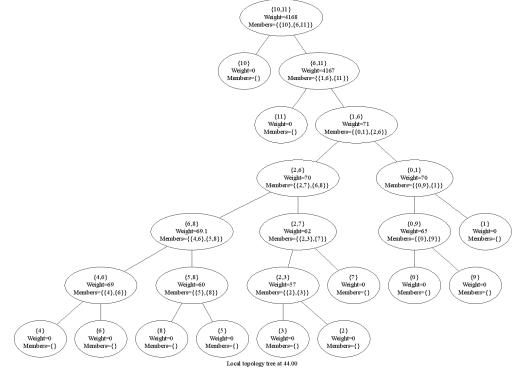 {10,11}
Weight=4168
Members={{10},{6,11}}
{10}
Weight=0
Members={}
{6,11}
Weight=4167
Members={{1,6},{11}}
{11}
Weight=0
Members={}
{1,6}
Weight=71
Members={{0,1},{2,6}}
{2,6}
Weight=70
Members={{2,7},{6,8}}
{0,1}
Weight=70
Members={{0,9},{1}}
{6,8}
Weight=69.1
Members={{4,6},{5,8}}
{2,7}
Weight=62
Members={{2,3},{7}}
{0,9}
Weight=65
Members={{0},{9}}
{1}
Weight=0
Members={}
{4,6}
Weight=69
Members={{4},{6}}
{5,8}
Weight=60
Members={{5},{8}}
{2,3}
Weight=57
Members={{2},{3}}
{7}
Weight=0
Members={}
{0}
Weight=0
Members={}
{9}
Weight=0
Members={}
{4}
Weight=0
Members={}
{6}
Weight=0
Members={}
{8}
Weight=0
Members={}
{5}
Weight=0
Members={}
{3}
Weight=0
Members={}
{2}
Weight=0
Members={}
Local topology tree at 44.00